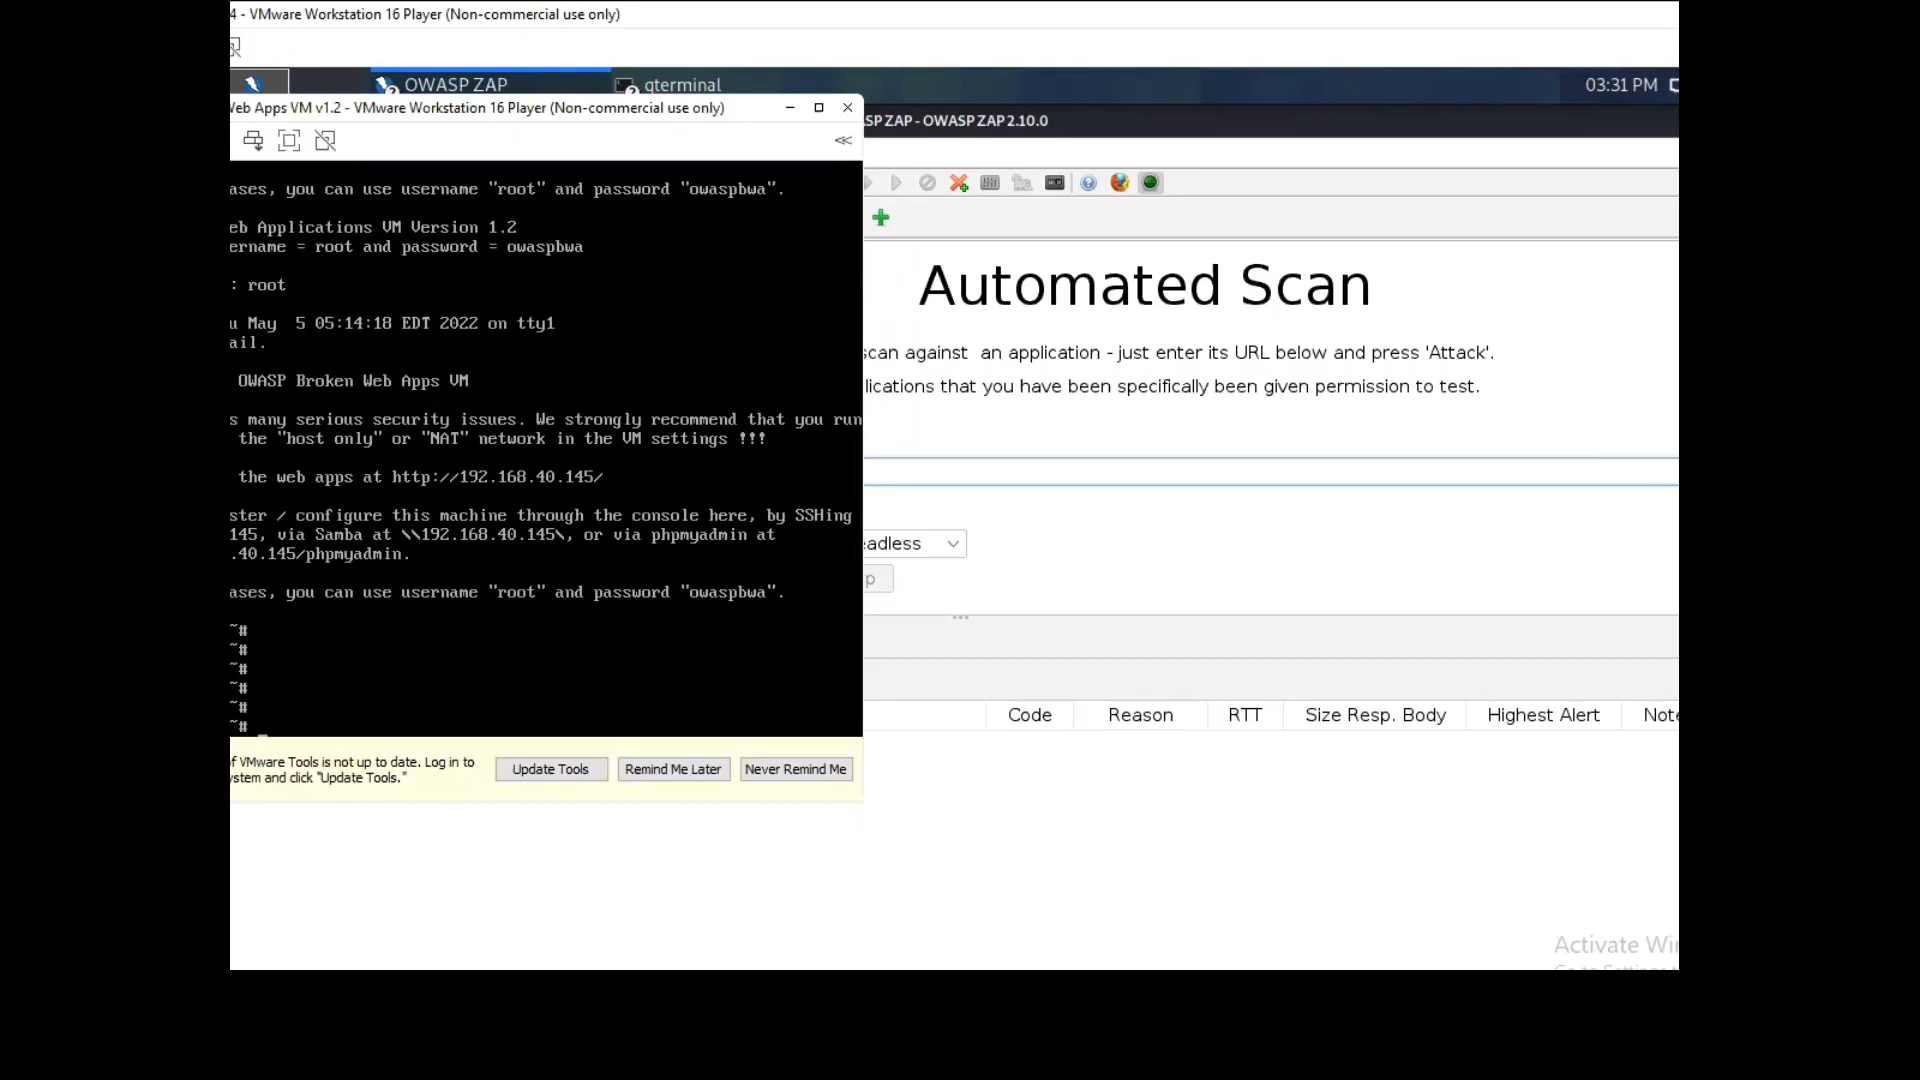 4 - VMware Workstation 16 Player (Non-commercial use only)
OWASP ZAP
qterminal
03:31 PM
Web Apps VM v1.2 - VMware Workstation 16 Player (Non-commercial use only)
SP ZAP - OWASP ZAP 2.10.0
ases, you can use username "root" and password "owaspbwa".
eb Applications VM Version 1.2
ername = root and password = owaspbwa
: root
u May 5 05:14:18 EDT 2022 on tty1
ail.
OWASP Broken Web Apps VM
s many serious security issues. We strongly recommend that you run
the "host only" or "NAT" network in the VM settings !!!
the web apps at http://192.168.40.145/
ster / configure this machine through the console here, by SSHing
145, via Samba at \\192.168.40.145\, or via phpmyadmin at
.40.145/phpmyadmin.
ases, you can use username "root" and password "owaspbwa".
~#
~#
~#
~#
~#
~# _
f VMware Tools is not up to date. Log in to
ystem and click "Update Tools."
Update Tools
Remind Me Later
Never Remind Me
Automated Scan
scan against an application - just enter its URL below and press 'Attack'.
lications that you have been specifically been given permission to test.
eadless
p
Code
Reason
RTT
Size Resp. Body
Highest Alert
Note
Activate Wi